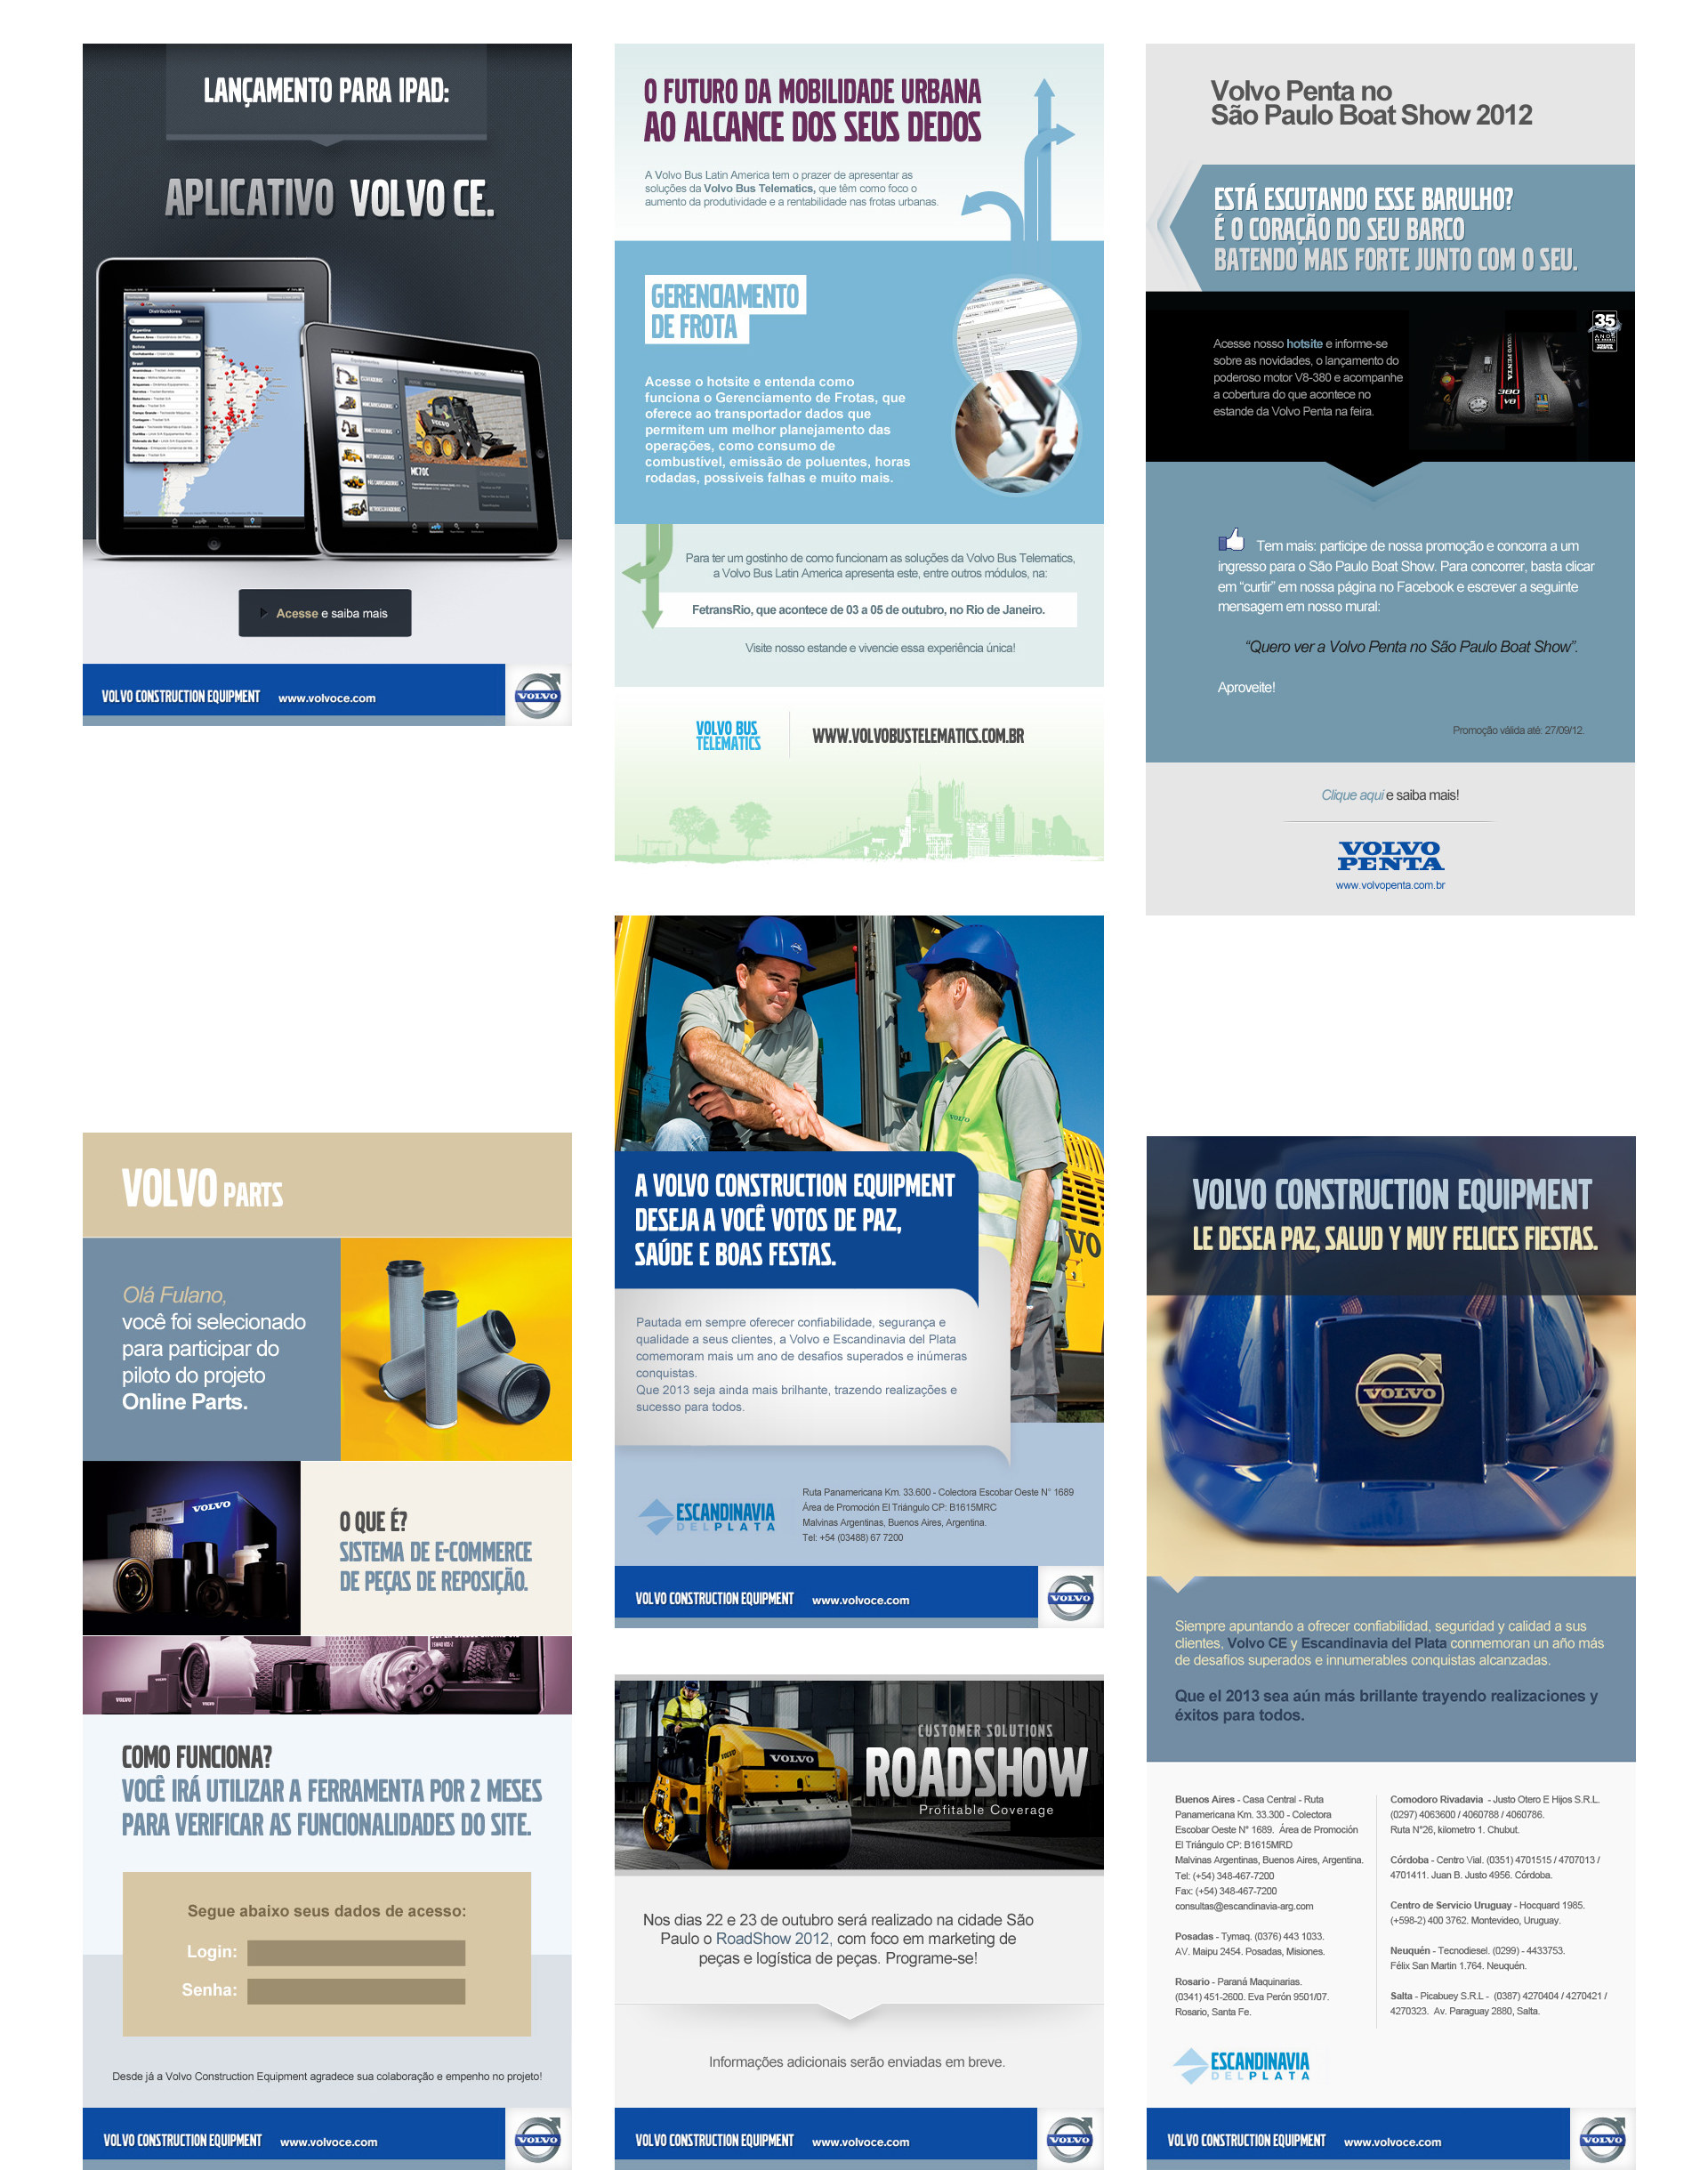 LANÇAMENTO PARA IPAD:
APLICATIVO VOLVO CE.
Distribuidores
Argentina
Bolivia
Brasil
VOLVO
MC70C
Acesse e saiba mais
VOLVO CONSTRUCTION EQUIPMENT www.volvoce.com
VOLVO
O FUTURO DA MOBILIDADE URBANA
AO ALCANCE DOS SEUS DEDOS
A Volvo Bus Latin America tem o prazer de apresentar as
soluções da Volvo Bus Telematics, que têm como foco o
aumento da produtividade e a rentabilidade nas frotas urbanas.
GERENCIAMENTO
DE FROTA
Acesse o hotsite e entenda como
funciona o Gerenciamento de Frotas, que
oferece ao transportador dados que
permitem um melhor planejamento das
operações, como consumo de
combustível, emissão de poluentes, horas
rodadas, possíveis falhas e muito mais.
Para ter um gostinho de como funcionam as soluções da Volvo Bus Telematics,
a Volvo Bus Latin America apresenta este, entre outros módulos, na:
FetransRio, que acontece de 03 a 05 de outubro, no Rio de Janeiro.
Visite nosso estande e vivencie essa experiência única!
VOLVO BUS
TELEMATICS
WWW.VOLVOBUSTELEMATICS.COM.BR
Volvo Penta no
São Paulo Boat Show 2012
ESTÁ ESCUTANDO ESSE BARULHO?
É O CORAÇÃO DO SEU BARCO
BATENDO MAIS FORTE JUNTO COM O SEU.
Acesse nosso hotsite e informe-se
sobre as novidades, o lançamento do
poderoso motor V8-380 e acompanhe
a cobertura do que acontece no
estande da Volvo Penta na feira.
VOLVO PENTA
380
V8
35
ANOS
VOLVO
PENTA
Tem mais: participe de nossa promoção e concorra a um
ingresso para o São Paulo Boat Show. Para concorrer, basta clicar
em “curtir” em nossa página no Facebook e escrever a seguinte
mensagem em nosso mural:
“Quero ver a Volvo Penta no São Paulo Boat Show”.
Aproveite!
Promoção válida até: 27/09/12.
Clique aqui e saiba mais!
VOLVO
PENTA
www.volvopenta.com.br
VOLVO PARTS
Olá Fulano,
você foi selecionado
para participar do
piloto do projeto
Online Parts.
VOLVO
O QUE É?
SISTEMA DE E-COMMERCE
DE PEÇAS DE REPOSIÇÃO.
VOLVO
VOLVO
COMO FUNCIONA?
VOCÊ IRÁ UTILIZAR A FERRAMENTA POR 2 MESES
PARA VERIFICAR AS FUNCIONALIDADES DO SITE.
Segue abaixo seus dados de acesso:
Login:
Senha:
Desde já a Volvo Construction Equipment agradece sua colaboração e empenho no projeto!
VOLVO CONSTRUCTION EQUIPMENT www.volvoce.com
VOLVO
VOLVO
VO
A VOLVO CONSTRUCTION EQUIPMENT
DESEJA A VOCÊ VOTOS DE PAZ,
SAÚDE E BOAS FESTAS.
Pautada em sempre oferecer confiabilidade, segurança e
qualidade a seus clientes, a Volvo e Escandinavia del Plata
comemoram mais um ano de desafios superados e inúmeras
conquistas.
Que 2013 seja ainda mais brilhante, trazendo realizações e
sucesso para todos.
ESCANDINAVIA
DEL PLATA
Ruta Panamericana Km. 33.600 - Colectora Escobar Oeste N° 1689
Área de Promoción El Triángulo CP: B1615MRC
Malvinas Argentinas, Buenos Aires, Argentina.
Tel: +54 (03488) 67 7200
VOLVO CONSTRUCTION EQUIPMENT www.volvoce.com
VOLVO
CUSTOMER SOLUTIONS
ROADSHOW
Profitable Coverage
VOLVO
VOLVO
Nos dias 22 e 23 de outubro será realizado na cidade São
Paulo o RoadShow 2012, com foco em marketing de
peças e logística de peças. Programe-se!
Informações adicionais serão enviadas em breve.
VOLVO CONSTRUCTION EQUIPMENT www.volvoce.com
VOLVO
VOLVO CONSTRUCTION EQUIPMENT
LE DESEA PAZ, SALUD Y MUY FELICES FIESTAS.
VOLVO
Siempre apuntando a ofrecer confiabilidad, seguridad y calidad a sus
clientes, Volvo CE y Escandinavia del Plata conmemoran un año más
de desafios superados e innumerables conquistas alcanzadas.
Que el 2013 sea aún más brillante trayendo realizaciones y
éxitos para todos.
Buenos Aires - Casa Central - Ruta
Panamericana Km. 33.300 - Colectora
Escobar Oeste N° 1689. Área de Promoción
El Triángulo CP: B1615MRD
Malvinas Argentinas, Buenos Aires, Argentina.
Tel: (+54) 348-467-7200
Fax: (+54) 348-467-7200
consultas@escandinavia-arg.com
Posadas - Tymaq. (0376) 443 1033.
AV. Maipu 2454. Posadas, Misiones.
Rosario - Paraná Maquinarias.
(0341) 451-2600. Eva Perón 9501/07.
Rosario, Santa Fe.
Comodoro Rivadavia - Justo Otero E Hijos S.R.L.
(0297) 4063600 / 4060788 / 4060786.
Ruta N°26, kilometro 1. Chubut.
Córdoba - Centro Vial. (0351) 4701515 / 4707013 /
4701411. Juan B. Justo 4956. Córdoba.
Centro de Servicio Uruguay - Hocquard 1985.
(+598-2) 400 3762. Montevideo, Uruguay.
Neuquén - Tecnodiesel. (0299) - 4433753.
Félix San Martin 1.764. Neuquén.
Salta - Picabuey S.R.L - (0387) 4270404 / 4270421 /
4270323. Av. Paraguay 2880, Salta.
ESCANDINAVIA
DEL PLATA
VOLVO CONSTRUCTION EQUIPMENT www.volvoce.com
VOLVO